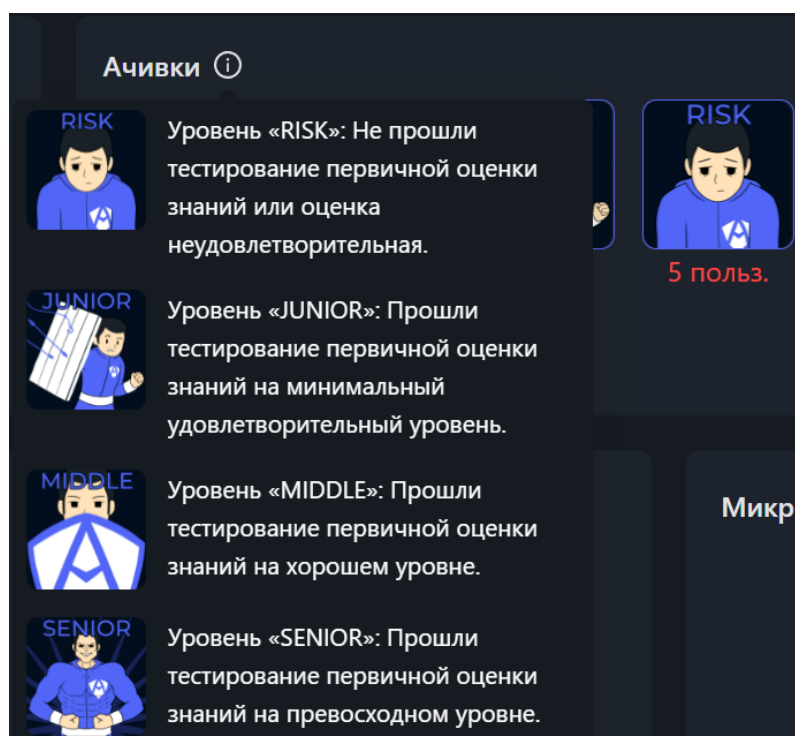 Ачивки
RISK
Уровень «RISK»: Не прошли
тестирование первичной оценки
знаний или оценка
неудовлетворительная.
JUNIOR
Уровень «JUNIOR»: Прошли
тестирование первичной оценки
знаний на минимальный
удовлетворительный уровень.
MIDDLE
Уровень «MIDDLE»: Прошли
тестирование первичной оценки
знаний на хорошем уровне.
SENIOR
Уровень «SENIOR»: Прошли
тестирование первичной оценки
знаний на превосходном уровне.
RISK
5 польз.
Микр